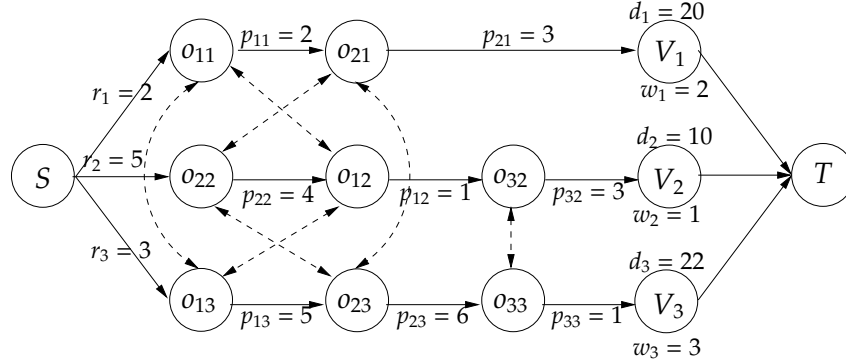 d₁ = 20
o₁₁ p₁₁ = 2 o₂₁ p₂₁ = 3 V₁
r₁ = 2 w₁ = 2
d₂ = 10
S r₂ = 5 o₂₂ p₂₂ = 4 o₁₂ p₁₂ = 1 o₃₂ p₃₂ = 3 V₂ T
w₂ = 1
r₃ = 3 d₃ = 22
o₁₃ p₁₃ = 5 o₂₃ p₂₃ = 6 o₃₃ p₃₃ = 1 V₃
w₃ = 3